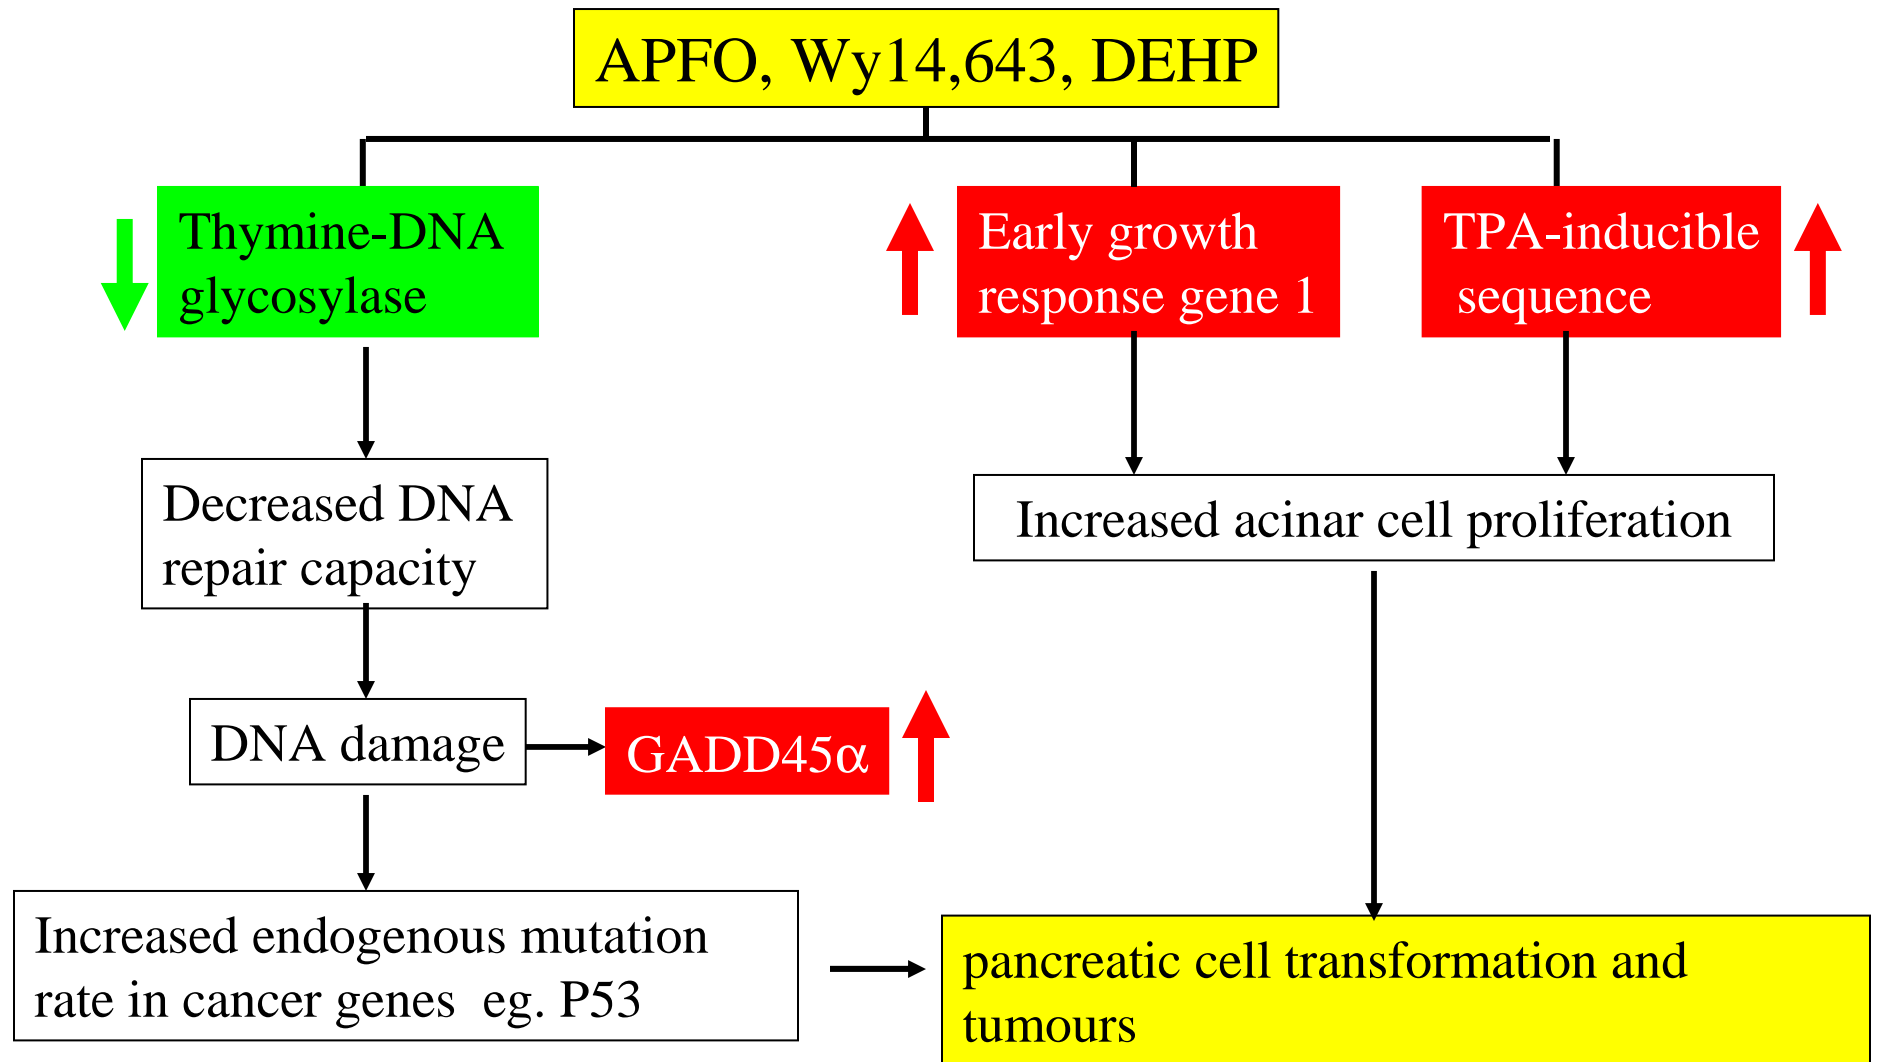 APFO, Wy14,643, DEHP
Thymine-DNA
glycosylase
Early growth
response gene 1
TPA-inducible
sequence
Decreased DNA
repair capacity
Increased acinar cell proliferation
DNA damage
GADD45α
Increased endogenous mutation
rate in cancer genes eg. P53
pancreatic cell transformation and
tumours